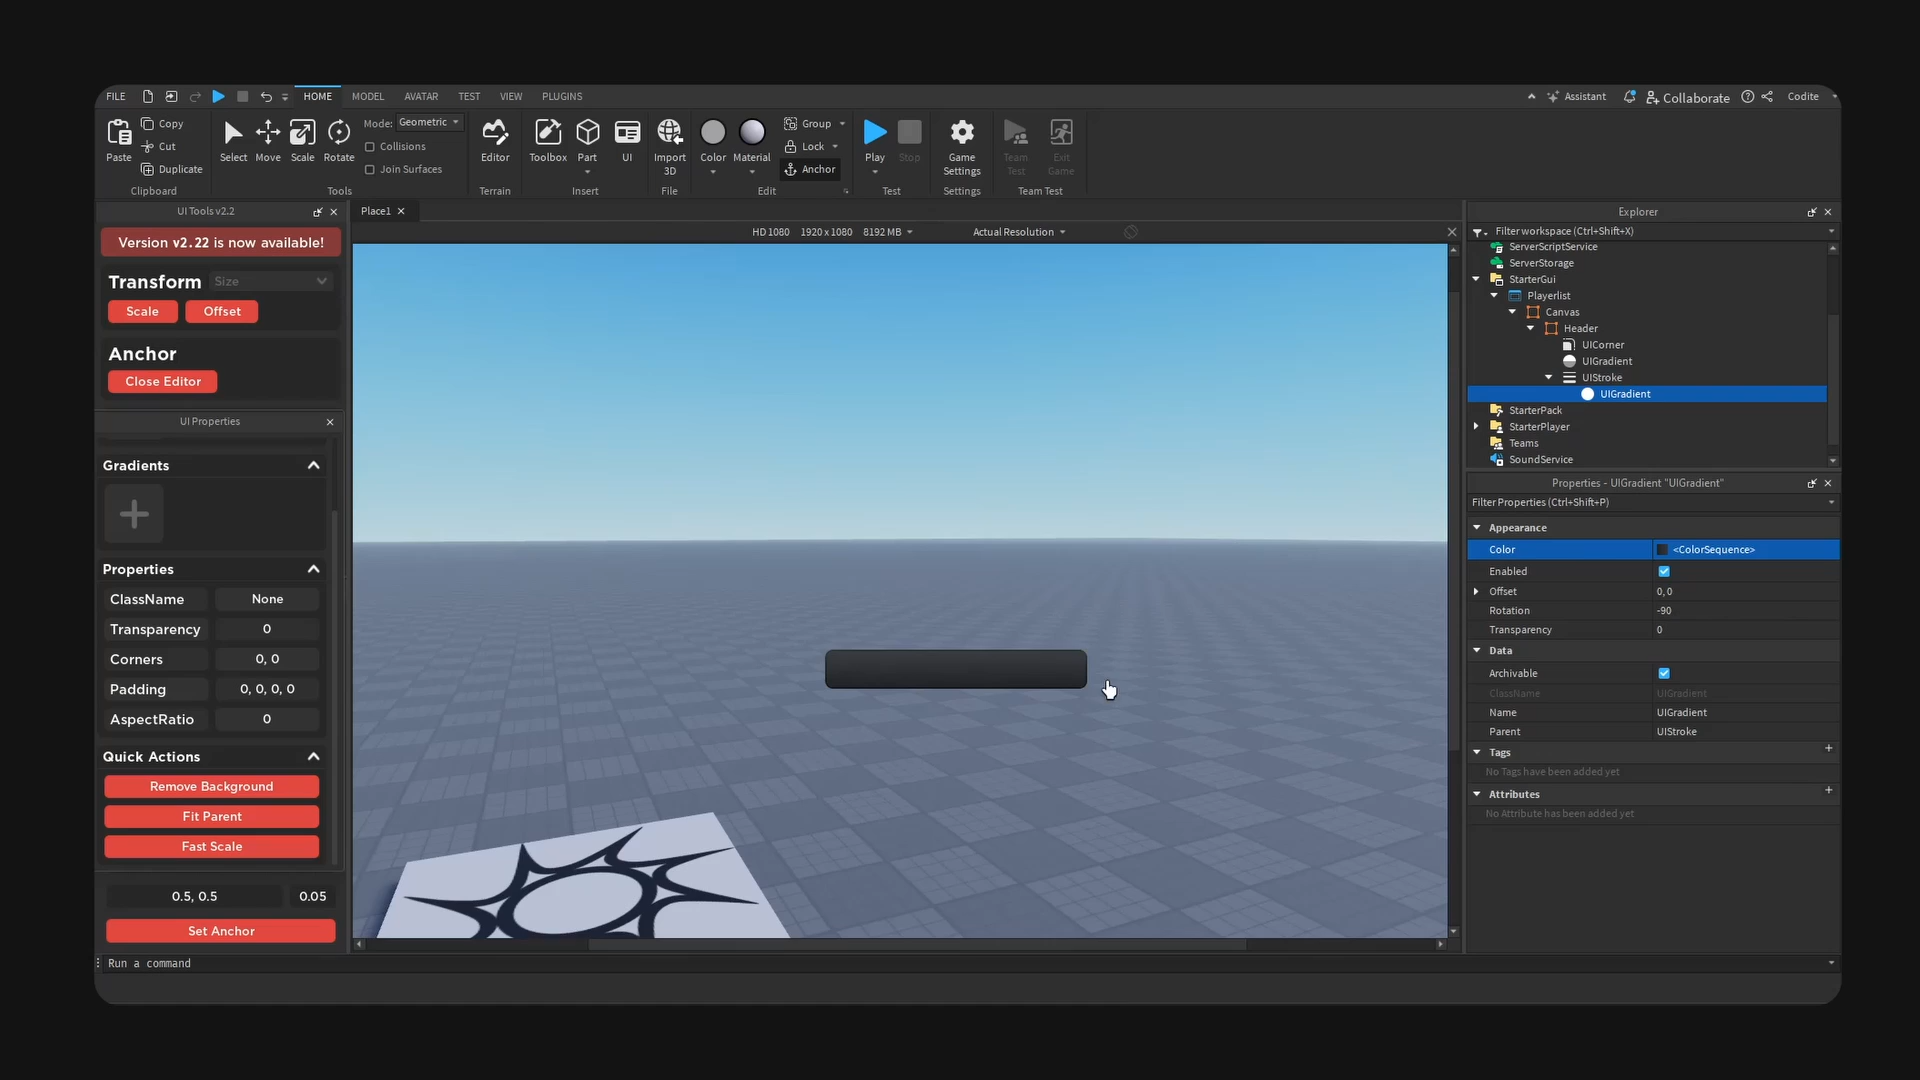 FILE HOME MODEL AVATAR TEST VIEW PLUGINS Assistant Collaborate Codite
Paste Copy Cut Duplicate Clipboard
Select Move Scale Rotate Mode: Geometric Collisions Join Surfaces Tools
Editor Terrain
Toolbox Part UI Insert
Import 3D File
Color Material Group Lock Anchor Edit
Play Stop Test
Game Settings Settings
Team Test Exit Game Team Test
UI Tools v2.2
Version v2.22 is now available!
Transform Size
Scale Offset
Anchor
Close Editor
UI Properties
Gradients
Properties
ClassName None
Transparency 0
Corners 0, 0
Padding 0, 0, 0, 0
AspectRatio 0
Quick Actions
Remove Background
Fit Parent
Fast Scale
0.5, 0.5 0.05
Set Anchor
Place1
HD 1080 1920 x 1080 8192 MB Actual Resolution
Explorer
Filter workspace (Ctrl+Shift+X)
ServerScriptService
ServerStorage
StarterGui
Playerlist
Canvas
Header
UICorner
UIGradient
UIStroke
UIGradient
StarterPack
StarterPlayer
Teams
SoundService
Properties - UIGradient "UIGradient"
Filter Properties (Ctrl+Shift+P)
Appearance
Color <ColorSequence>
Enabled
Offset 0, 0
Rotation -90
Transparency 0
Data
Archivable
ClassName UIGradient
Name UIGradient
Parent UIStroke
Tags
No Tags have been added yet
Attributes
No Attribute has been added yet
Run a command